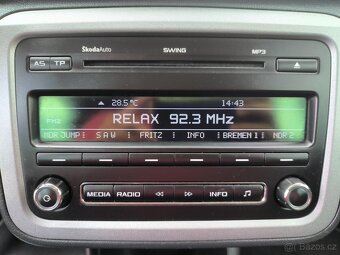 ŠkodaAuto SWING MP3
AS TP
28.5°C 14:43
RELAX 92.3 MHz
FM2
NDR JUMP S A W FRITZ INFO BREMEN 1 NDR 2
MEDIA RADIO INFO
bazos.cz